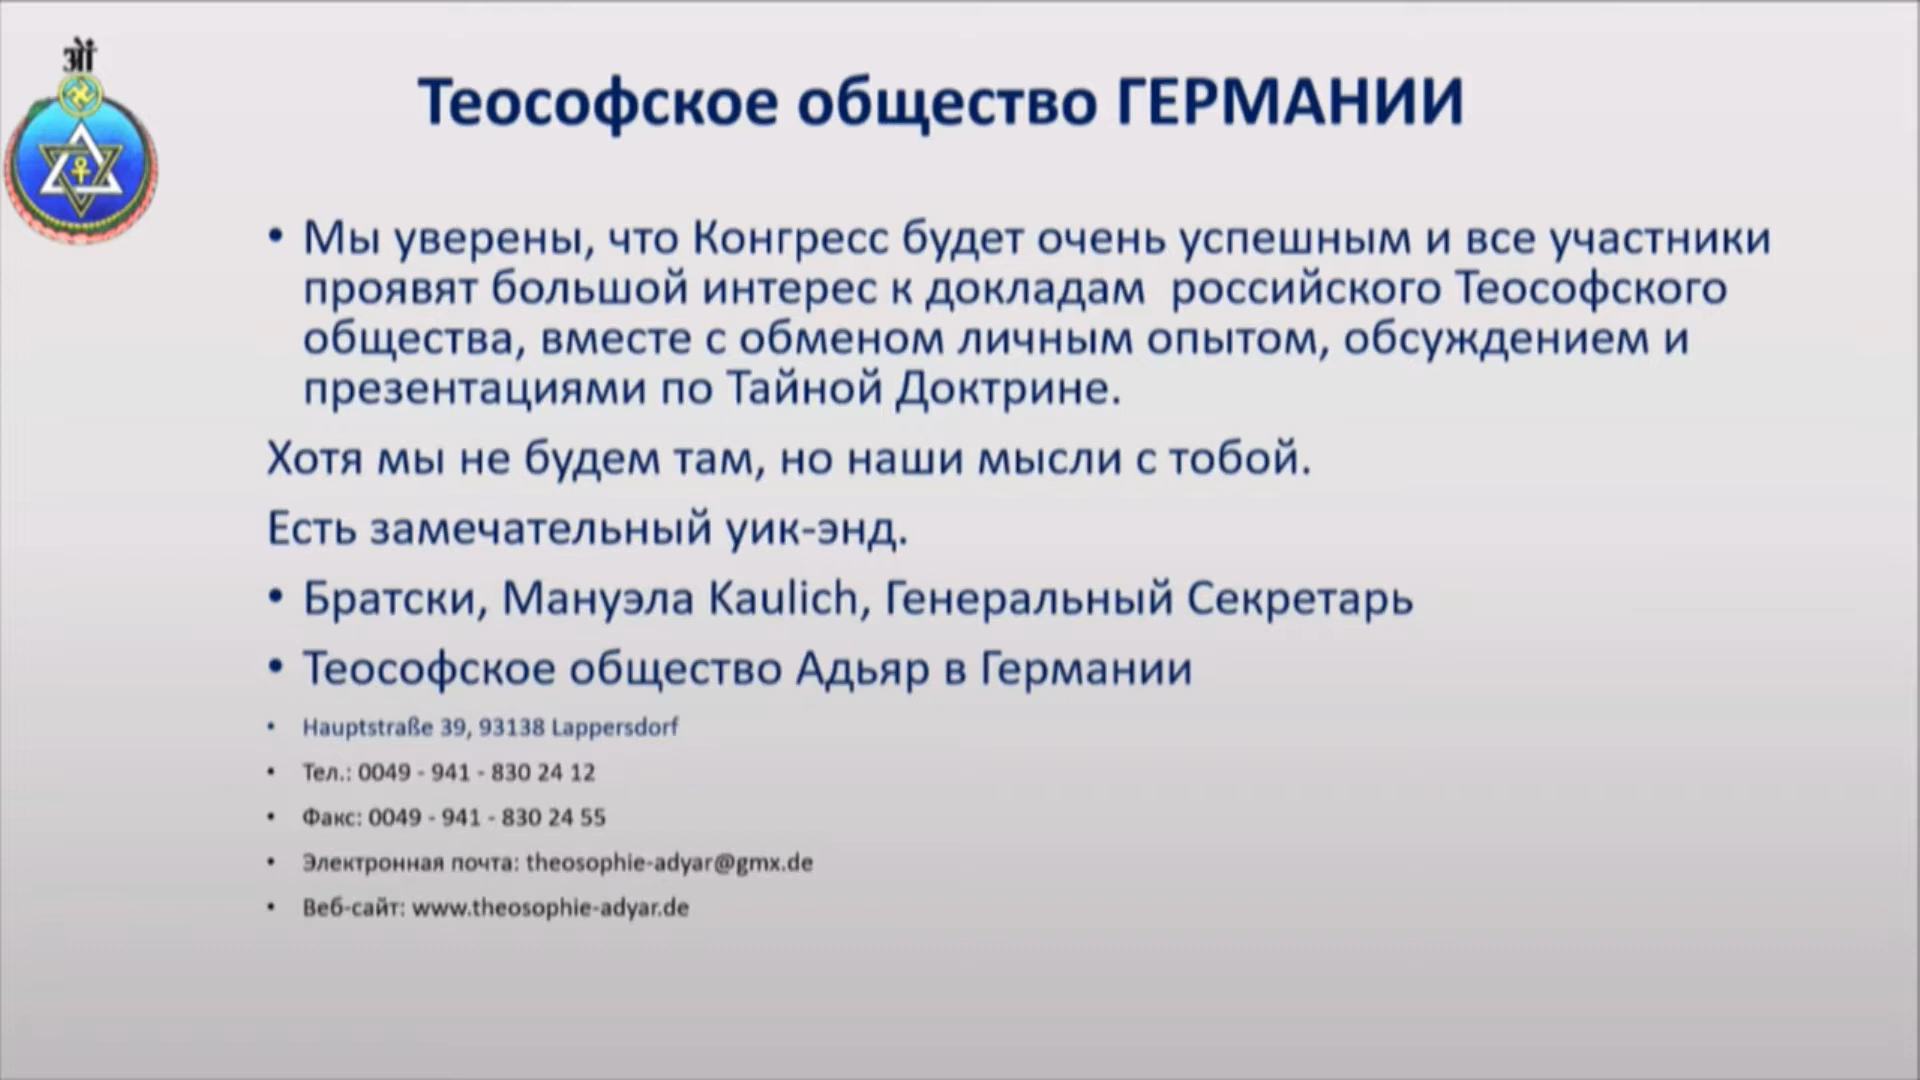 ओं
Теософское общество ГЕРМАНИИ
• Мы уверены, что Конгресс будет очень успешным и все участники
проявят большой интерес к докладам  российского Теософского
общества, вместе с обменом личным опытом, обсуждением и
презентациями по Тайной Доктрине.
Хотя мы не будем там, но наши мысли с тобой.
Есть замечательный уик-энд.
• Братски, Мануэла Kaulich, Генеральный Секретарь
• Теософское общество Адьяр в Германии
• Hauptstraße 39, 93138 Lappersdorf
• Тел.: 0049 - 941 - 830 24 12
• Факс: 0049 - 941 - 830 24 55
• Электронная почта: theosophie-adyar@gmx.de
• Веб-сайт: www.theosophie-adyar.de